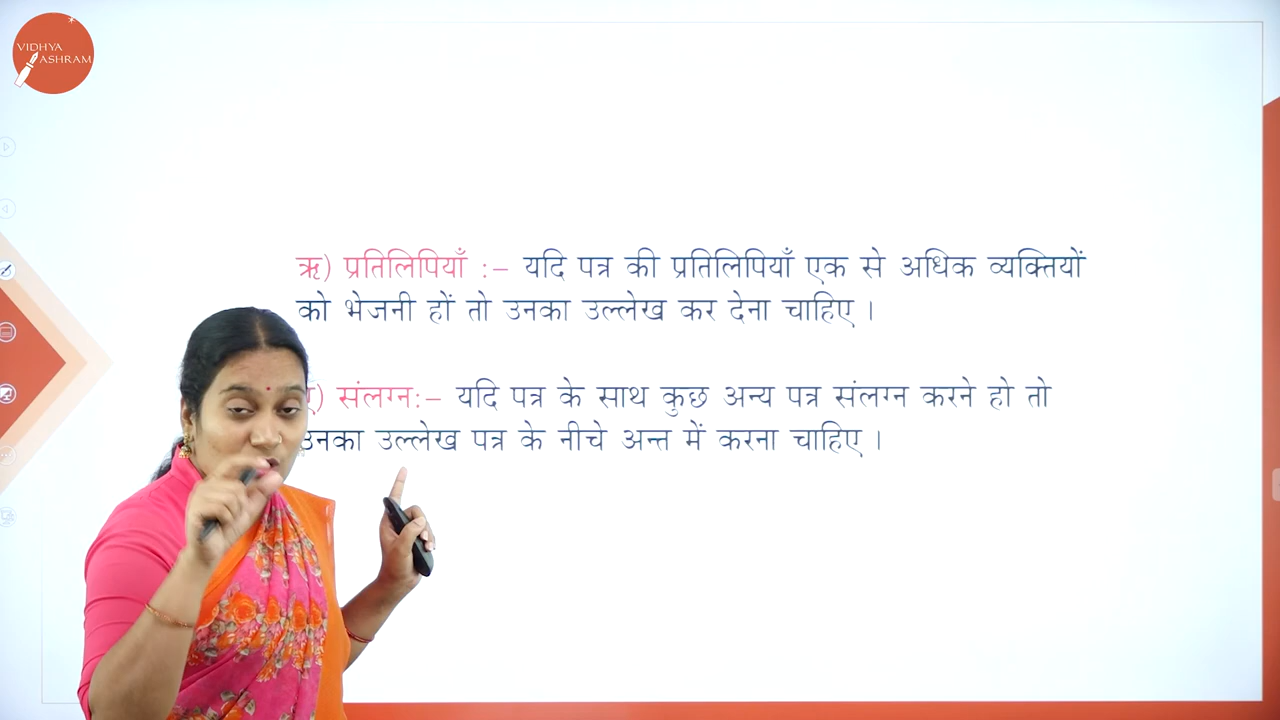 VIDHYA
ASHRAM
ऋ) प्रतिलिपियाँ :– यदि पत्र की प्रतिलिपियाँ एक से अधिक व्यक्तियों
को भेजनी हों तो उनका उल्लेख कर देना चाहिए ।
संलग्न:– यदि पत्र के साथ कुछ अन्य पत्र संलग्न करने हो तो
उनका उल्लेख पत्र के नीचे अन्त में करना चाहिए ।